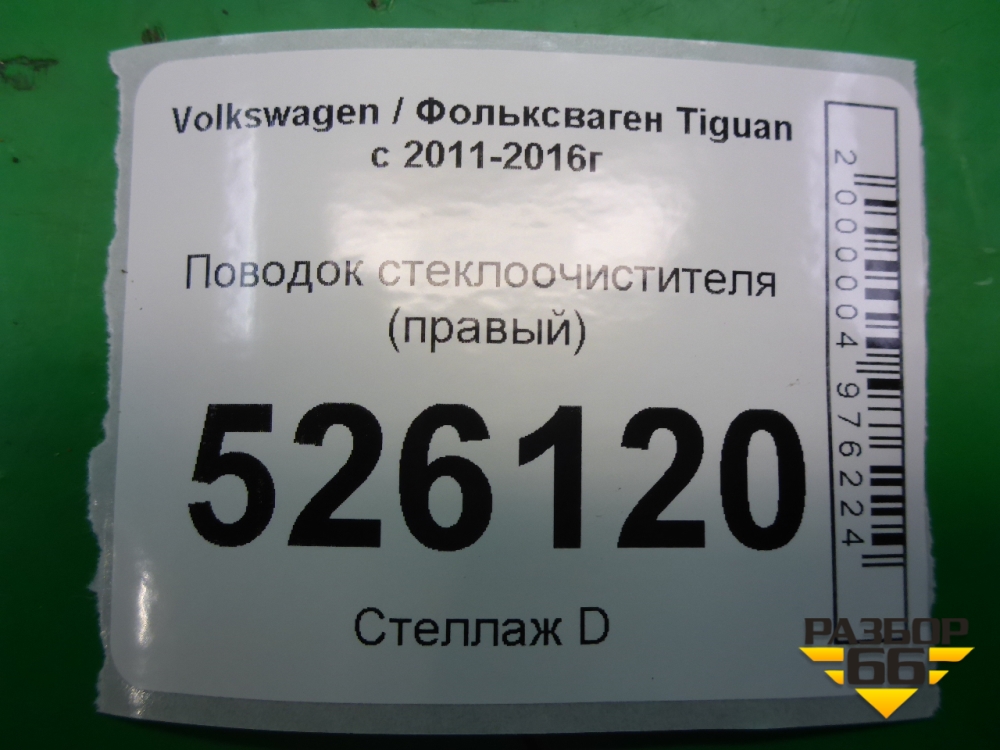 Volkswagen / Фольксваген Tiguan
с 2011-2016г
Поводок стеклоочистителя
(правый)
526120
Стеллаж D
2000004976224
РАЗБОР
66